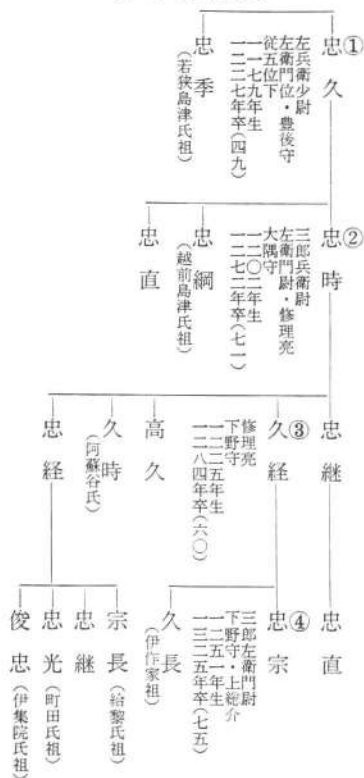 忠久①
左兵衛少尉
左衛門位・豊後守
従五位下
一一七九年生
一二二七年卒(四九)
忠季
(若狭島津氏祖)
忠時②
三郎兵衛尉
左衛門尉・修理亮
大隅守
一二〇二年生
一二七二年卒(七一)
忠綱
(越前島津氏祖)
忠直
忠継
久経③
修理亮
下野守
一二二五年生
一二八四年卒(六〇)
高久
久時
(阿蘇谷氏)
忠経
忠直
忠宗④
三郎左衛門尉
下野守・上総介
一二五一年生
一三二五年卒(七五)
久長
(伊作家祖)
宗長(給黎氏祖)
忠継
忠光(町田氏祖)
俊忠(伊集院氏祖)